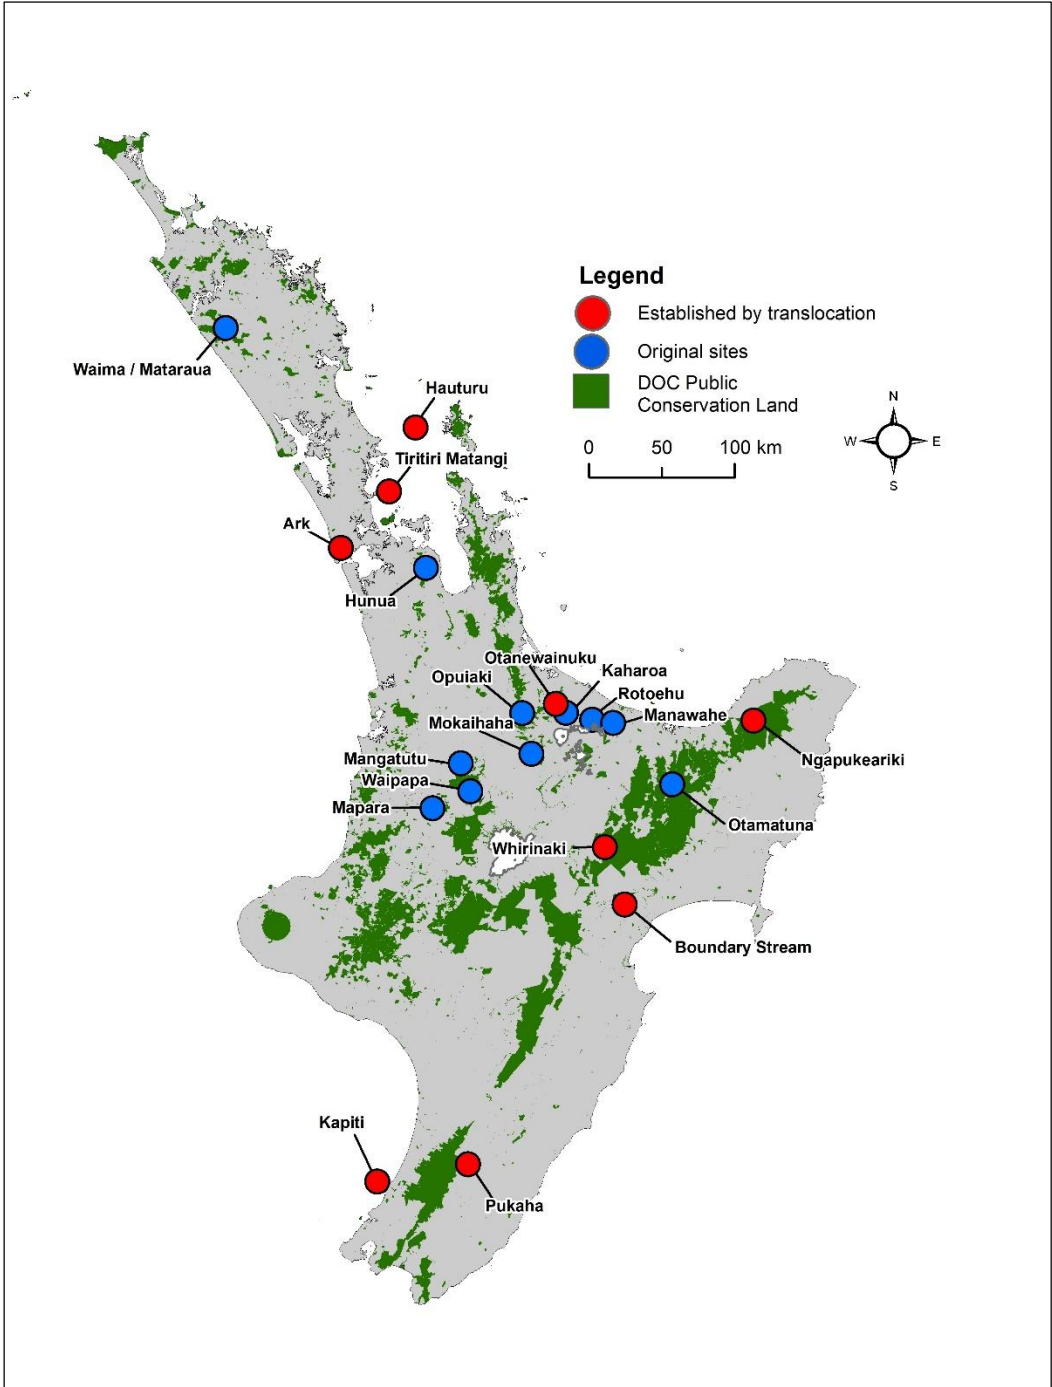 Legend
Established by translocation
Original sites
DOC Public
Conservation Land
0 50 100 km
N
W E
S
Waima / Mataraua
Hauturu
Tiritiri Matangi
Ark
Hunua
Otanewainuku
Kaharoa
Opuiaki
Rotoehu
Manawahe
Mokaihaha
Mangatutu
Ngapukeariki
Waipapa
Mapara
Otamatuna
Whirinaki
Boundary Stream
Kapiti
Pukaha